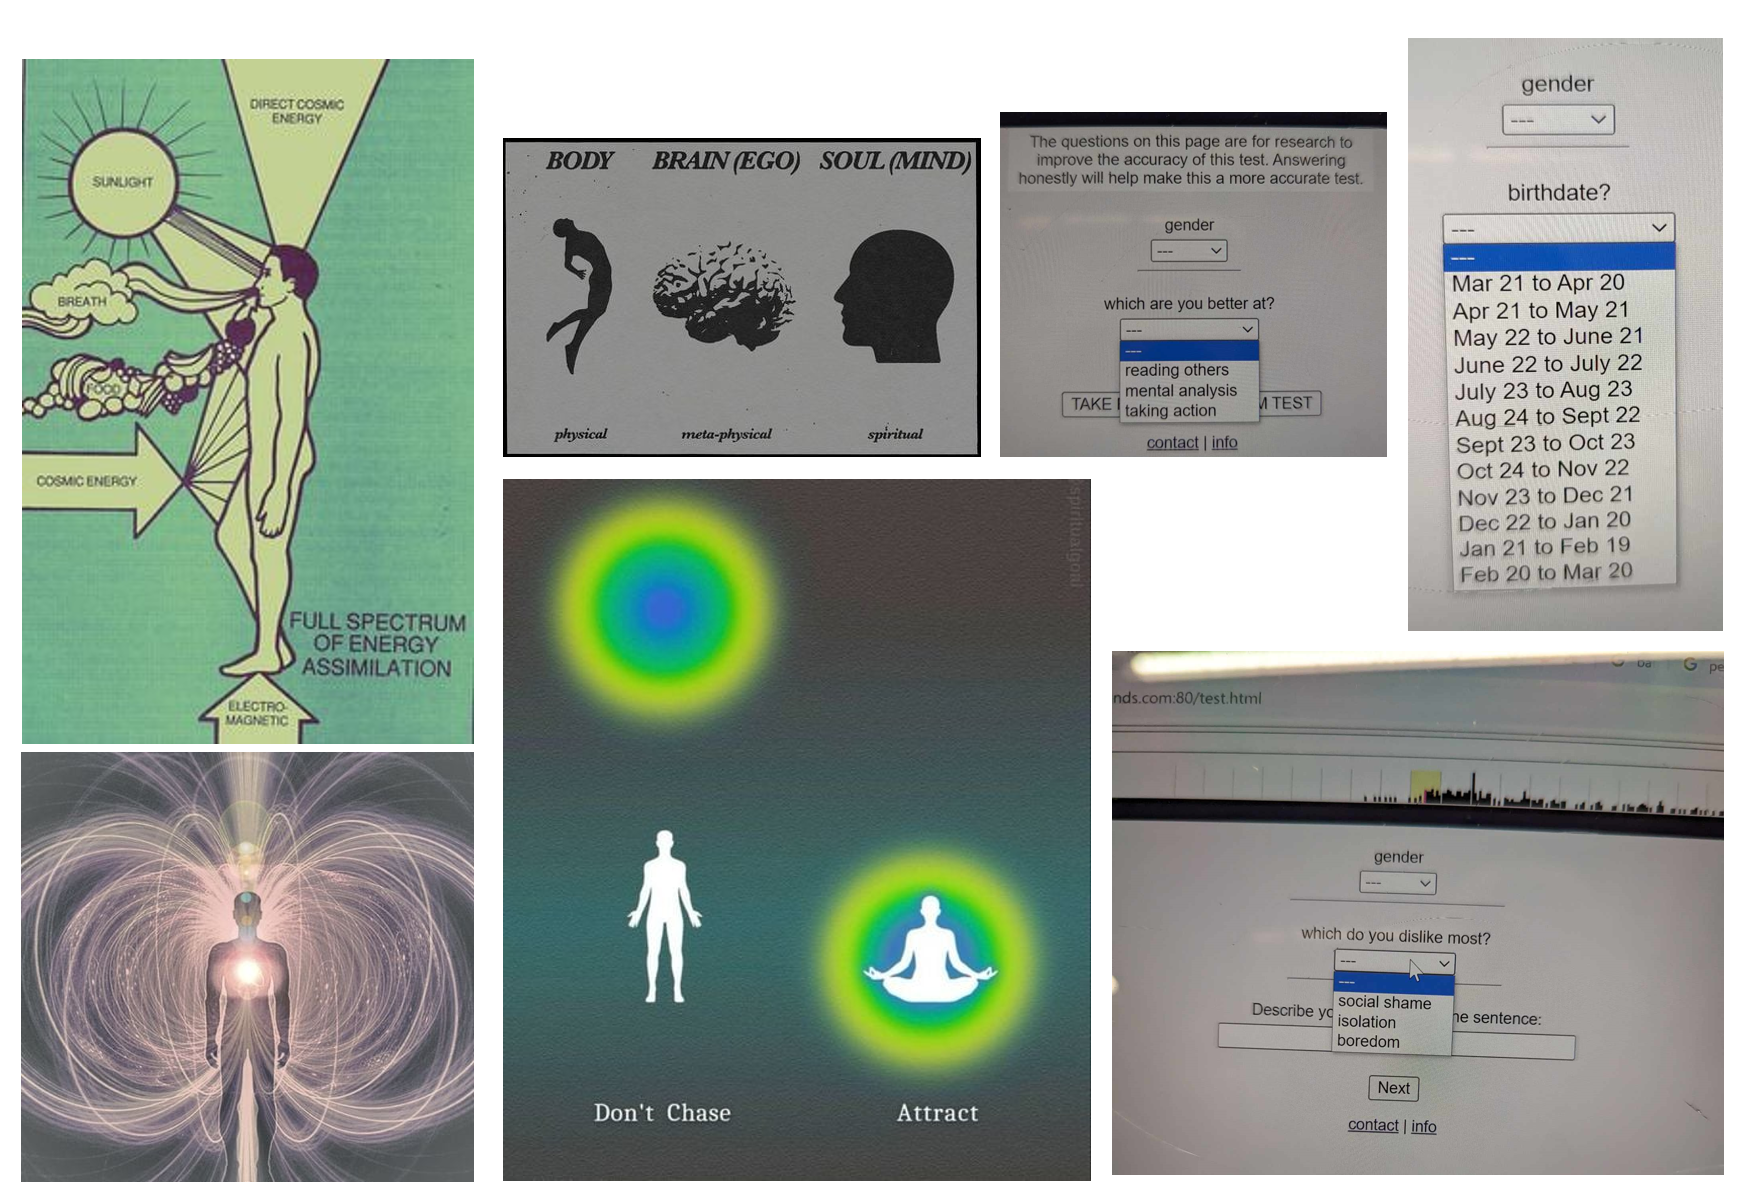 DIRECT COSMIC
ENERGY
SUNLIGHT
BREATH
FOOD
COSMIC ENERGY
FULL SPECTRUM
OF ENERGY
ASSIMILATION
ELECTRO-
MAGNETIC
BODY BRAIN (EGO) SOUL (MIND)
physical meta-physical spiritual
The questions on this page are for research to
improve the accuracy of this test. Answering
honestly will help make this a more accurate test.
gender
---
which are you better at?
---
---
reading others
mental analysis
taking action
TAKE
M TEST
contact | info
gender
---
birthdate?
---
---
Mar 21 to Apr 20
Apr 21 to May 21
May 22 to June 21
June 22 to July 22
July 23 to Aug 23
Aug 24 to Sept 22
Sept 23 to Oct 23
Oct 24 to Nov 22
Nov 23 to Dec 21
Dec 22 to Jan 20
Jan 21 to Feb 19
Feb 20 to Mar 20
Don't Chase
Attract
nds.com:80/test.html
G pe
gender
---
which do you dislike most?
---
---
social shame
isolation
boredom
Describe yo
ne sentence:
Next
contact | info